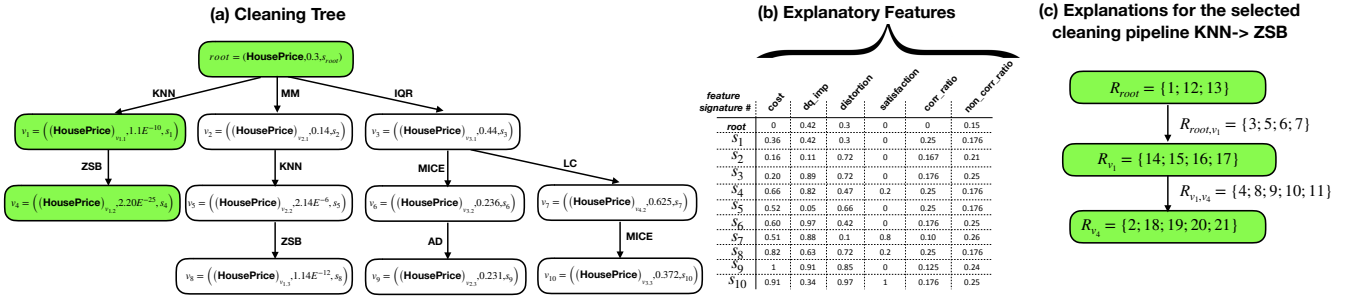 (a) Cleaning Tree
root = (HousePrice,0.3,s_root)
KNN
MM
IQR
v₁ = ((HousePrice)_v₁.₁,1.1E⁻¹⁰,s₁)
v₂ = ((HousePrice)_v₂.₁,0.14,s₂)
v₃ = ((HousePrice)_v₃.₁,0.44,s₃)
ZSB
KNN
MICE
LC
v₄ = ((HousePrice)_v₁.₂,2.20E⁻²⁵,s₄)
v₅ = ((HousePrice)_v₂.₂,2.14E⁻⁶,s₅)
v₆ = ((HousePrice)_v₃.₂,0.236,s₆)
v₇ = ((HousePrice)_v₄.₂,0.625,s₇)
ZSB
AD
MICE
v₈ = ((HousePrice)_v₁.₃,1.14E⁻¹²,s₈)
v₉ = ((HousePrice)_v₂.₃,0.231,s₉)
v₁₀ = ((HousePrice)_v₃.₃,0.372,s₁₀)
(b) Explanatory Features
feature
signature # cost dq_imp distortion satisfaction corr_ratio non_corr_ratio
root 0 0.42 0.3 0 0 0.15
S₁ 0.36 0.42 0.3 0 0.25 0.176
S₂ 0.16 0.11 0.72 0 0.167 0.21
S₃ 0.20 0.89 0.72 0 0.176 0.25
S₄ 0.66 0.82 0.47 0.2 0.25 0.176
S₅ 0.52 0.05 0.66 0 0.25 0.176
S₆ 0.60 0.97 0.42 0 0.176 0.25
S₇ 0.51 0.88 0.1 0.8 0.10 0.26
S₈ 0.82 0.63 0.72 0.2 0.25 0.176
S₉ 1 0.91 0.85 0 0.125 0.24
S₁₀ 0.91 0.34 0.97 1 0.176 0.25
(c) Explanations for the selected
cleaning pipeline KNN-> ZSB
R_root = {1; 12; 13}
R_root,v₁ = {3; 5; 6; 7}
R_v₁ = {14; 15; 16; 17}
R_v₁,v₄ = {4; 8; 9; 10; 11}
R_v₄ = {2; 18; 19; 20; 21}